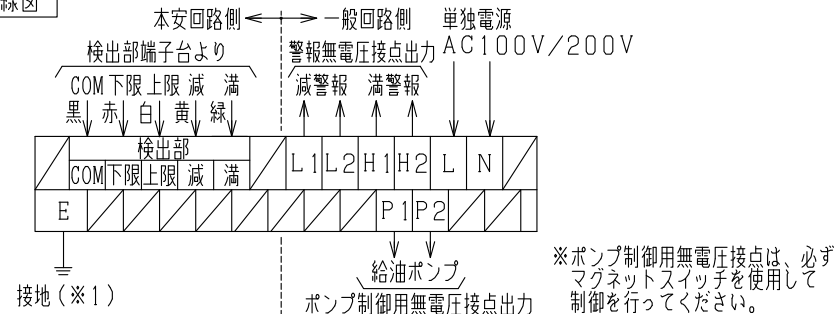 線図
本安回路側 一般回路側 単独電源
検出部端子台より 警報無電圧接点出力 AC100V/200V
COM 下限 上限 減 満 減警報 満警報
黒 赤 白 黄 緑
検出部
COM 下限 上限 減 満 L1 L2 H1 H2 L N
E P1 P2
給油ポンプ
接地(※1) ポンプ制御用無電圧接点出力
※ポンプ制御用無電圧接点は、必ず
マグネットスイッチを使用して
制御を行ってください。